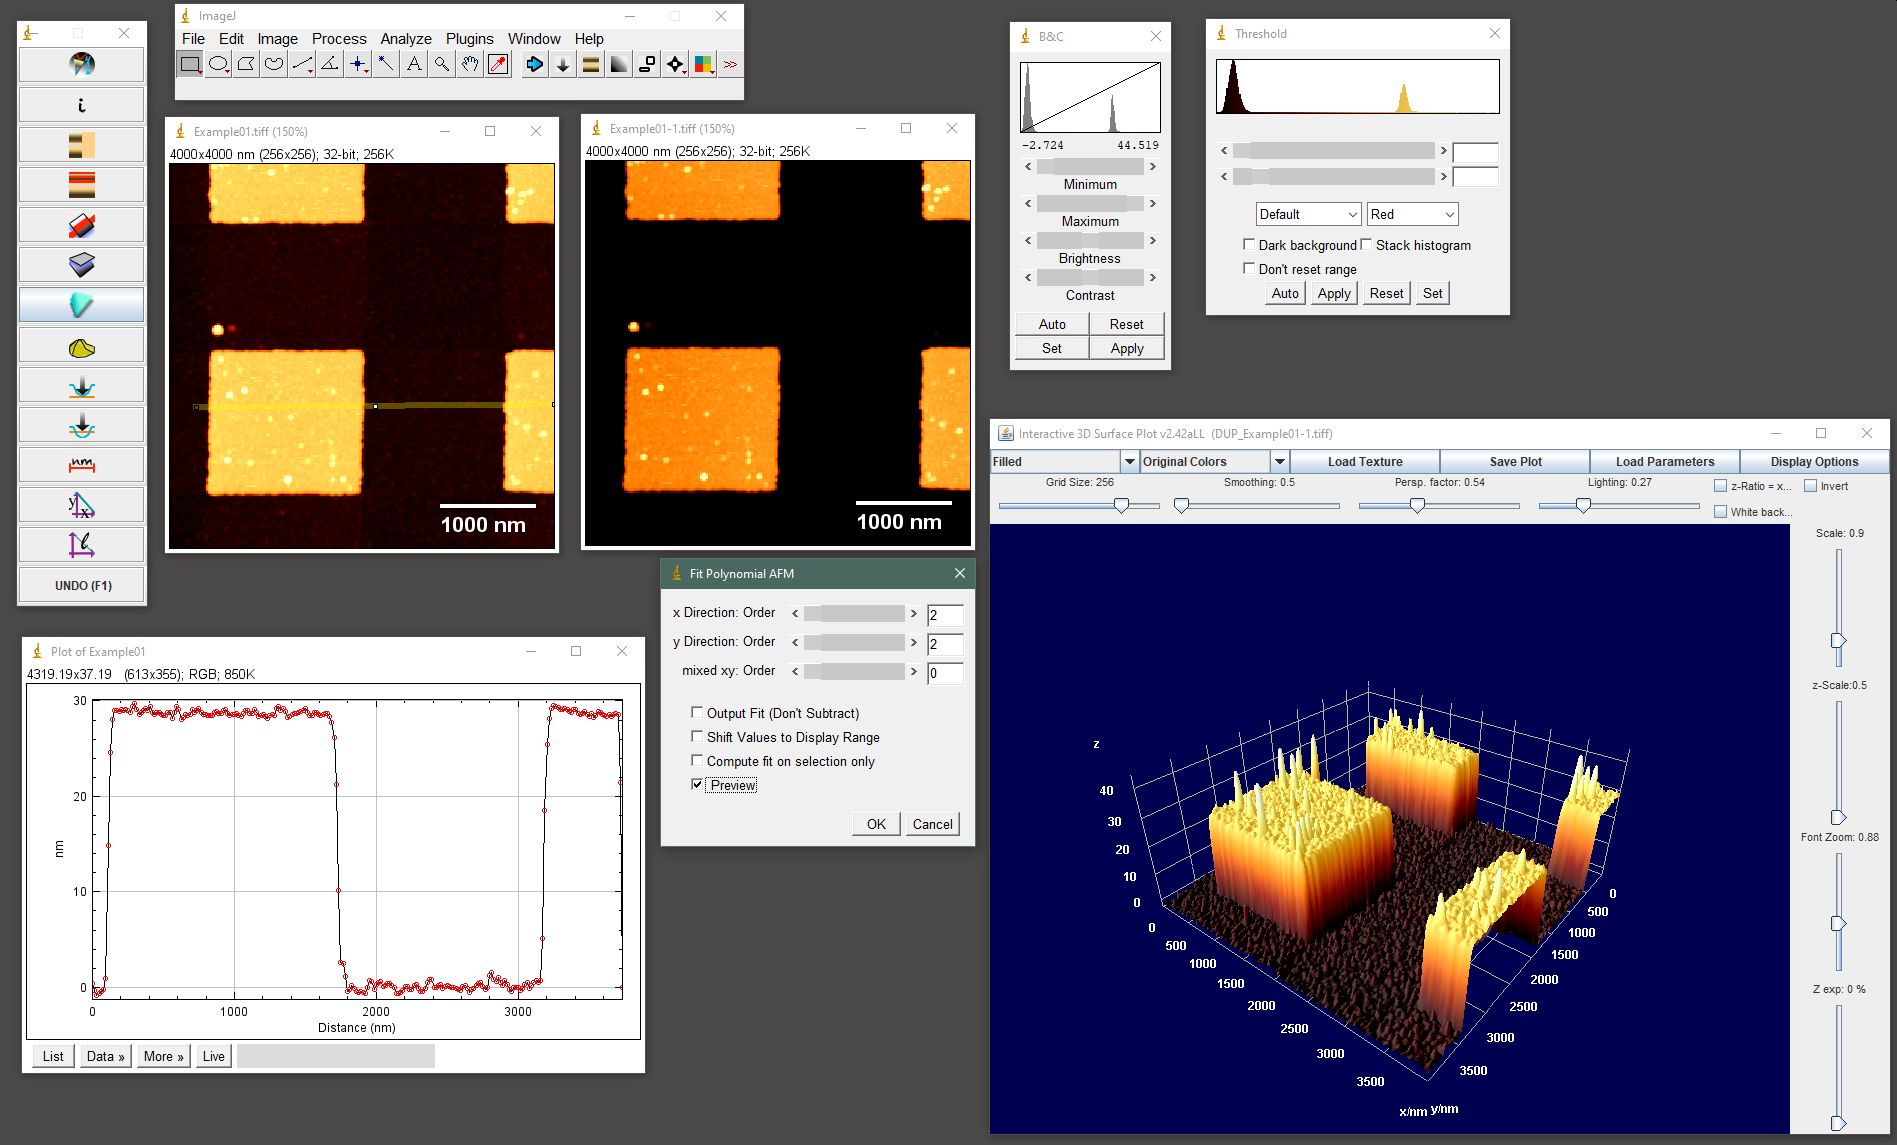 ImageJ
File Edit Image Process Analyze Plugins Window Help
A >>
i
nm
y x
ℓ
UNDO (F1)
Example01.tiff (150%)
4000x4000 nm (256x256); 32-bit; 256K
1000 nm
Example01-1.tiff (150%)
4000x4000 nm (256x256); 32-bit; 256K
1000 nm
B&C
-2.724 44.519
Minimum
Maximum
Brightness
Contrast
Auto Reset
Set Apply
Threshold
Default Red
Dark background Stack histogram
Don't reset range
Auto Apply Reset Set
Fit Polynomial AFM
x Direction: Order 2
y Direction: Order 2
mixed xy: Order 0
Output Fit (Don't Subtract)
Shift Values to Display Range
Compute fit on selection only
Preview
OK Cancel
Plot of Example01
4319.19x37.19 (613x355); RGB; 850K
30
20
10
0
nm
0 1000 2000 3000
Distance (nm)
List Data » More » Live
Interactive 3D Surface Plot v2.42aLL (DUP_Example01-1.tiff)
Filled Original Colors Load Texture Save Plot Load Parameters Display Options
Grid Size: 256 Smoothing: 0.5 Persp. factor: 0.54 Lighting: 0.27 z-Ratio = x... Invert
White back...
Scale: 0.9
z-Scale:0.5
Font Zoom: 0.88
Z exp: 0 %
z
40
30
20
10
0
0
500
1000
1500
2000
2500
3000
3500
0
500
1000
1500
2000
2500
3000
3500
x/nm y/nm